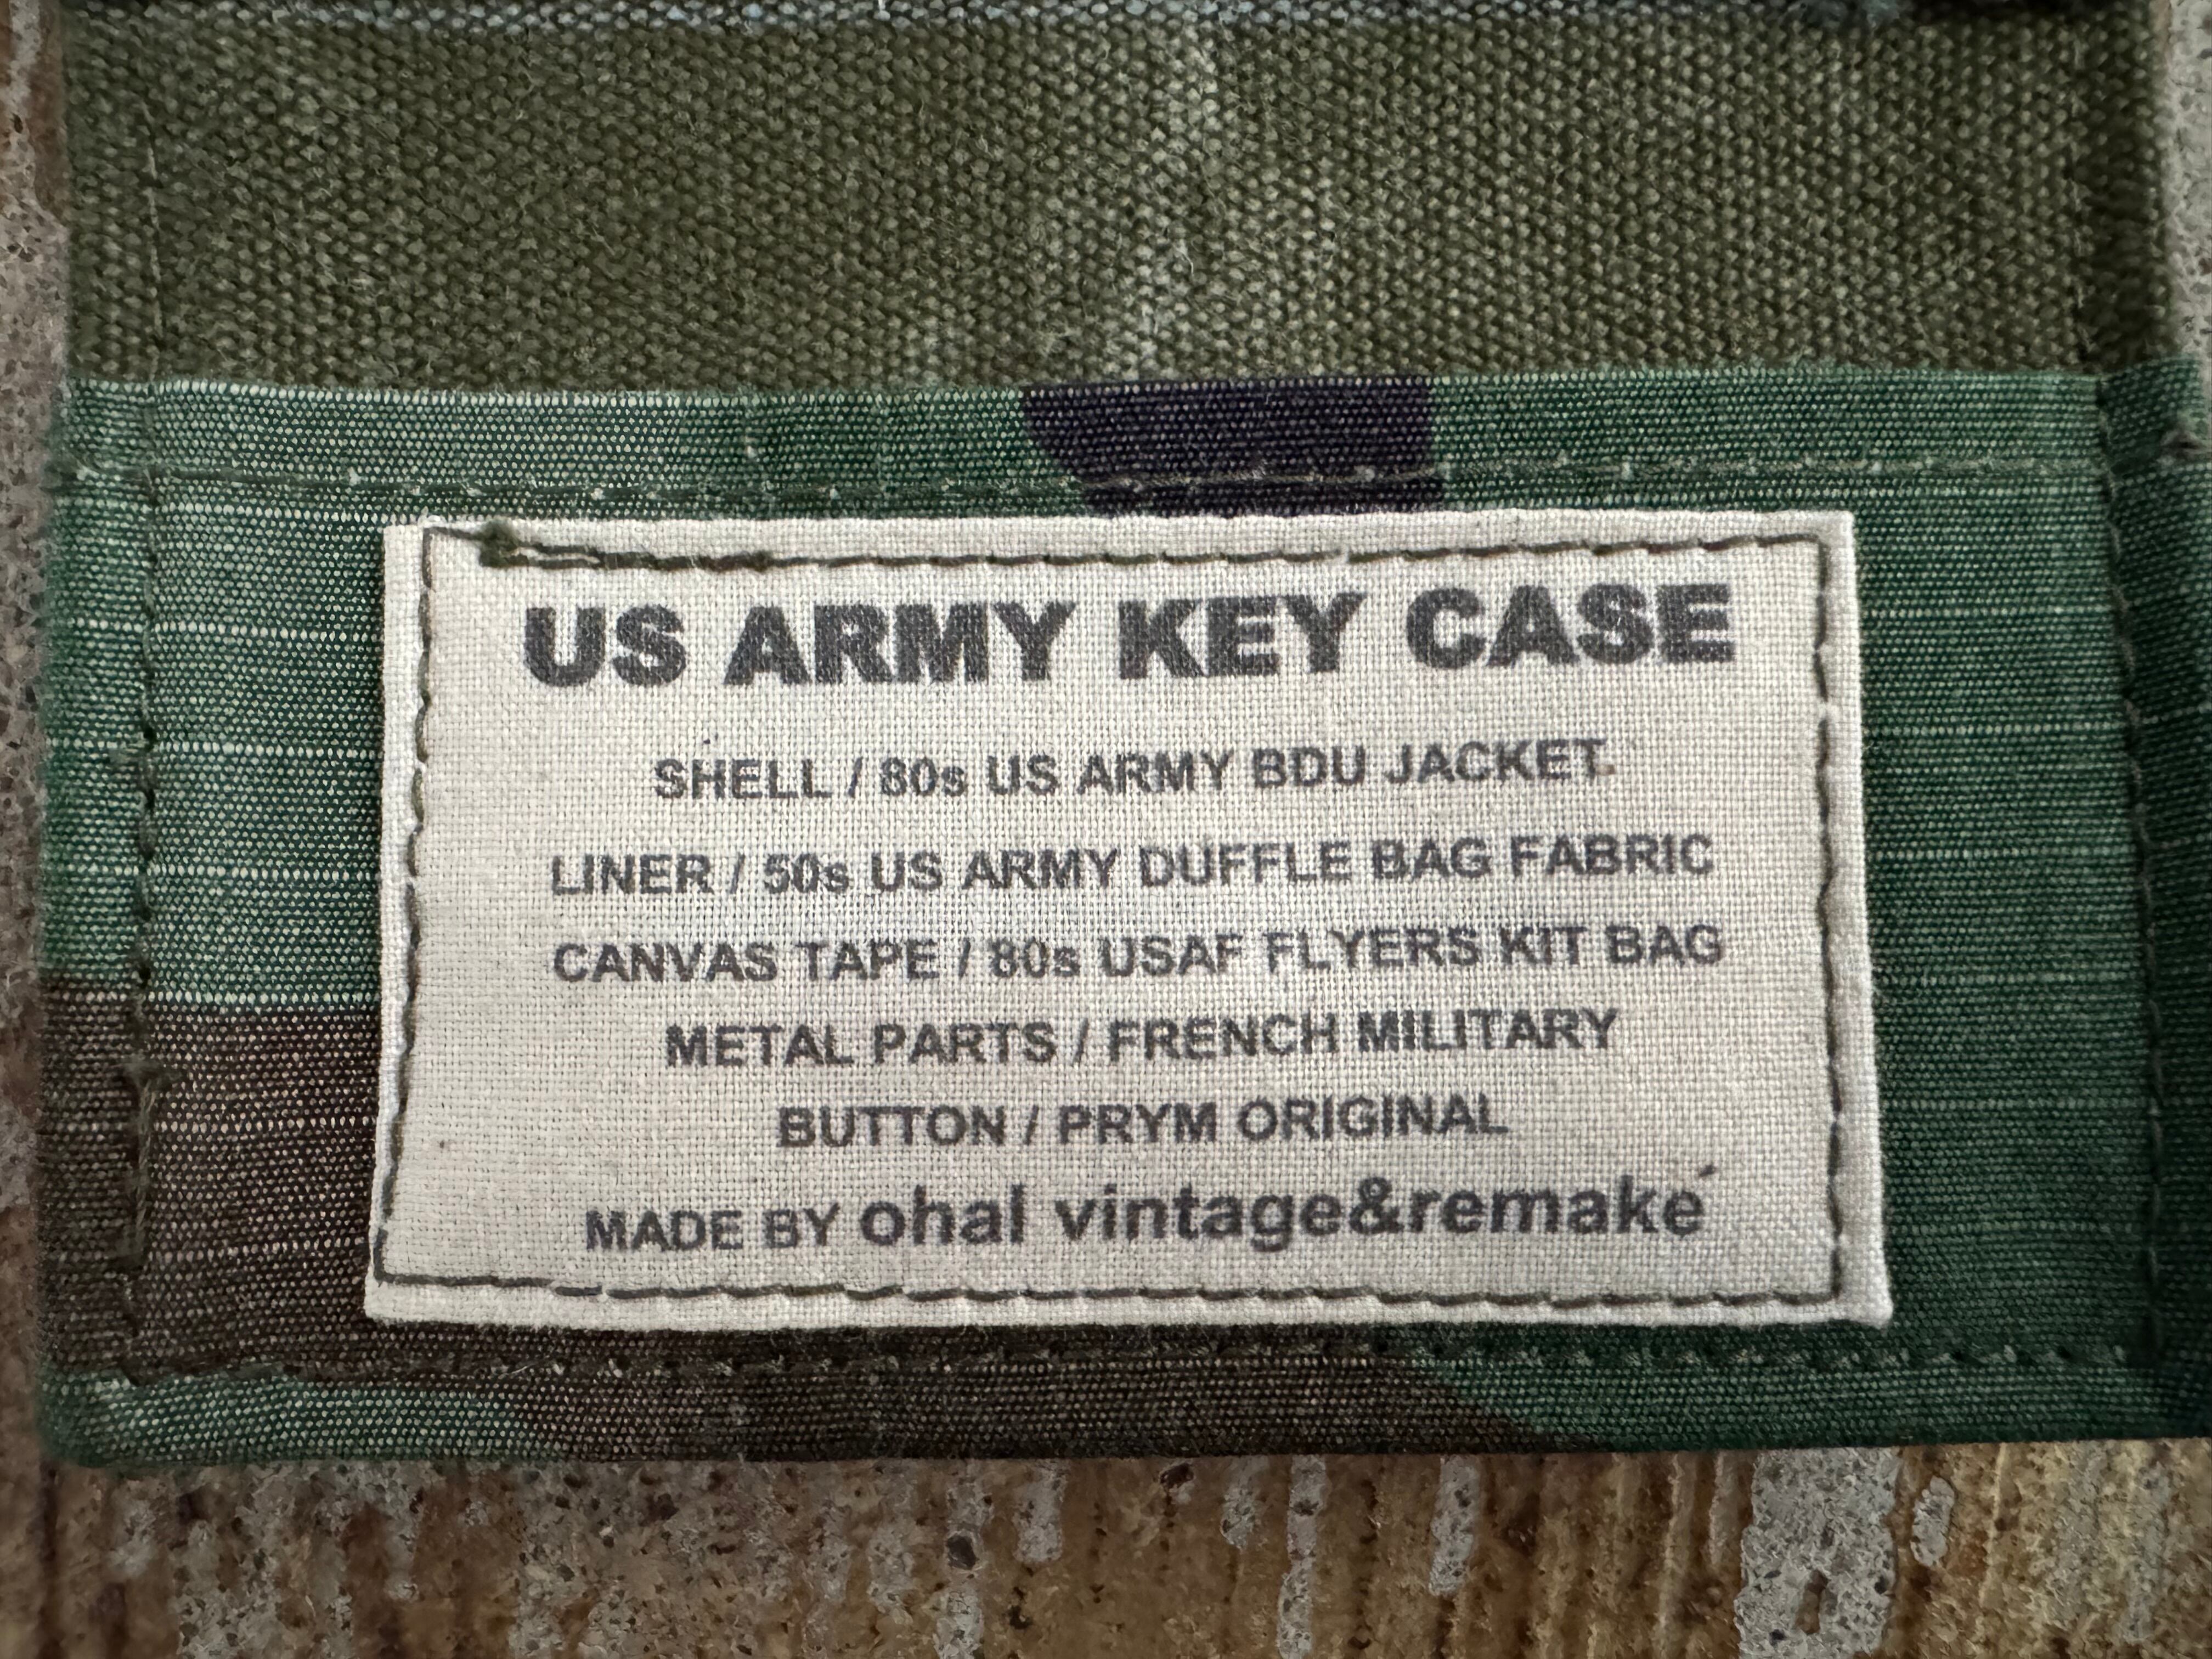 US ARMY KEY CASE
SHELL / 80s US ARMY BDU JACKET
LINER / 50s US ARMY DUFFLE BAG FABRIC
CANVAS TAPE / 80s USAF FLYERS KIT BAG
METAL PARTS / FRENCH MILITARY
BUTTON / PRYM ORIGINAL
MADE BY ohal vintage&remake